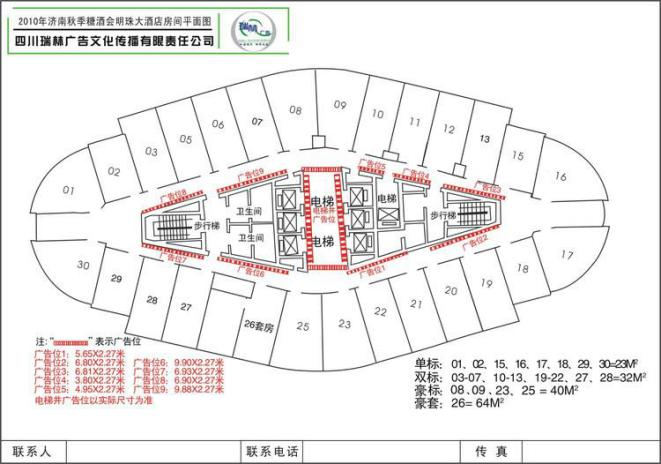 2010年济南秋季糖酒会明珠大酒店房间平面图
四川瑞林广告文化传播有限责任公司
瑞林
01
02
03
05
06
07
08
09
10
11
12
13
15
16
广告位8
广告位9
广告位5
广告位4
广告位3
步行梯
卫生间
卫生间
电梯
电梯井
广告位
电梯
电梯
步行梯
广告位7
广告位6
广告位1
广告位2
30
29
28
27
26套房
25
23
22
21
20
19
18
17
注:“ ”表示广告位
广告位1: 5.65X2.27米
广告位2: 6.80X2.27米 广告位6: 9.90X2.27米
广告位3: 6.81X2.27米 广告位7: 6.93X2.27米
广告位4: 3.80X2.27米 广告位8: 6.90X2.27米
广告位5: 4.95X2.27米 广告位9: 9.88X2.27米
电梯井广告位以实际尺寸为准
单标: 01、02、15、16、17、18、29、30=23M²
双标: 03-07、10-13、19-22、27、28=32M²
豪标: 08、09、23、25 = 40M²
豪套: 26= 64M²
联系人 联系电话 传 真